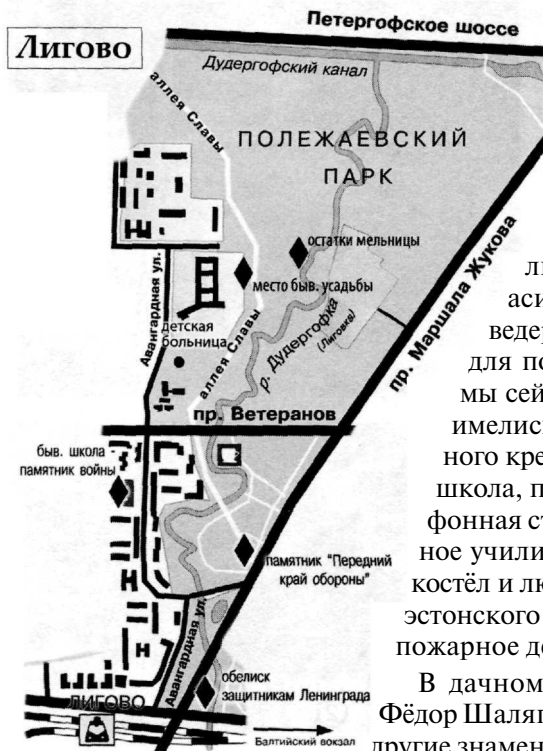 Петергофское шоссе
Лигово
Дудергофский канал
аллея Славы
ПОЛЕЖАЕВСКИЙ
ПАРК
остатки мельницы
место быв. усадьбы
Авангардная ул.
детская
больница
аллея Славы
р. Дудергофка
(Лиговка)
пр. Маршала Жукова
пр. Ветеранов
быв. школа -
памятник войны
памятник "Передний
край обороны"
Авангардная ул.
обелиск
защитникам Ленинграда
ЛИГОВО
Балтийский вокзал
ли
аси
ведер
для по
мы сей
имелис
ного кре
школа, п
фонная ст
ное учили
костёл и лю
эстонского
пожарное де
В дачном
Фёдор Шаляп
другие знамен